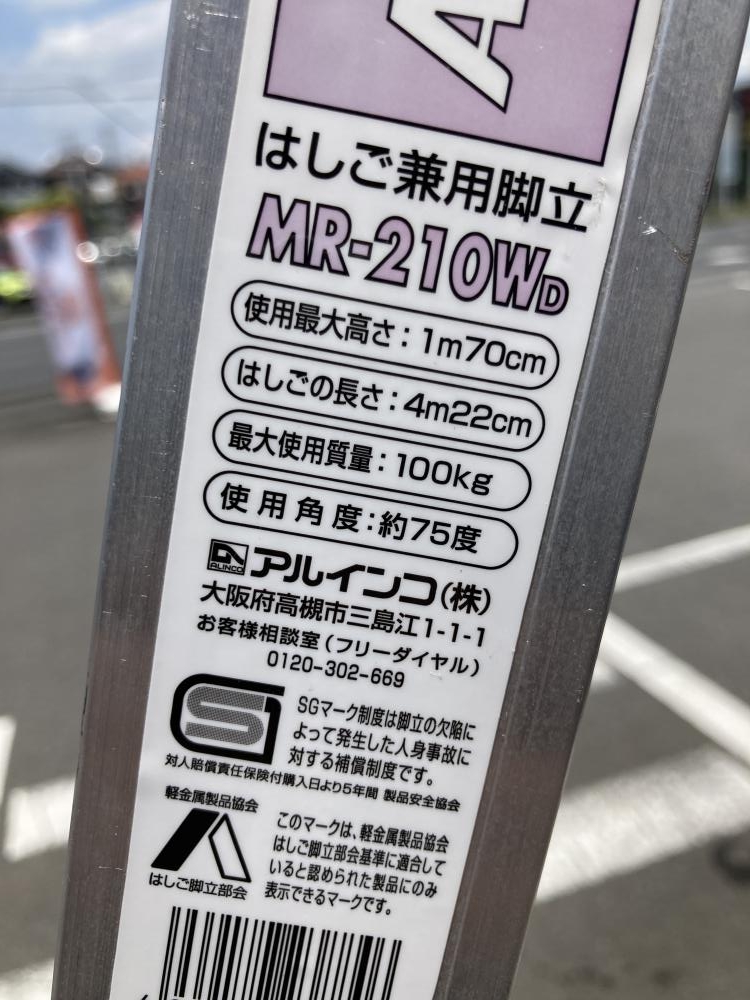 A
はしご兼用脚立
MR-210WD
使用最大高さ:1m70cm
はしごの長さ:4m22cm
最大使用質量:100kg
使用角度:約75度
ALINCO アルインコ(株)
大阪府高槻市三島江1-1-1
お客様相談室(フリーダイヤル)
0120-302-669
SG
SGマーク制度は脚立の欠陥に
よって発生した人身事故に
対する補償制度です。
対人賠償責任保険付購入日より5年間 製品安全協会
軽金属製品協会
はしご脚立部会
このマークは、軽金属製品協会
はしご脚立部会基準に適合して
いると認められた製品にのみ
表示できるマークです。